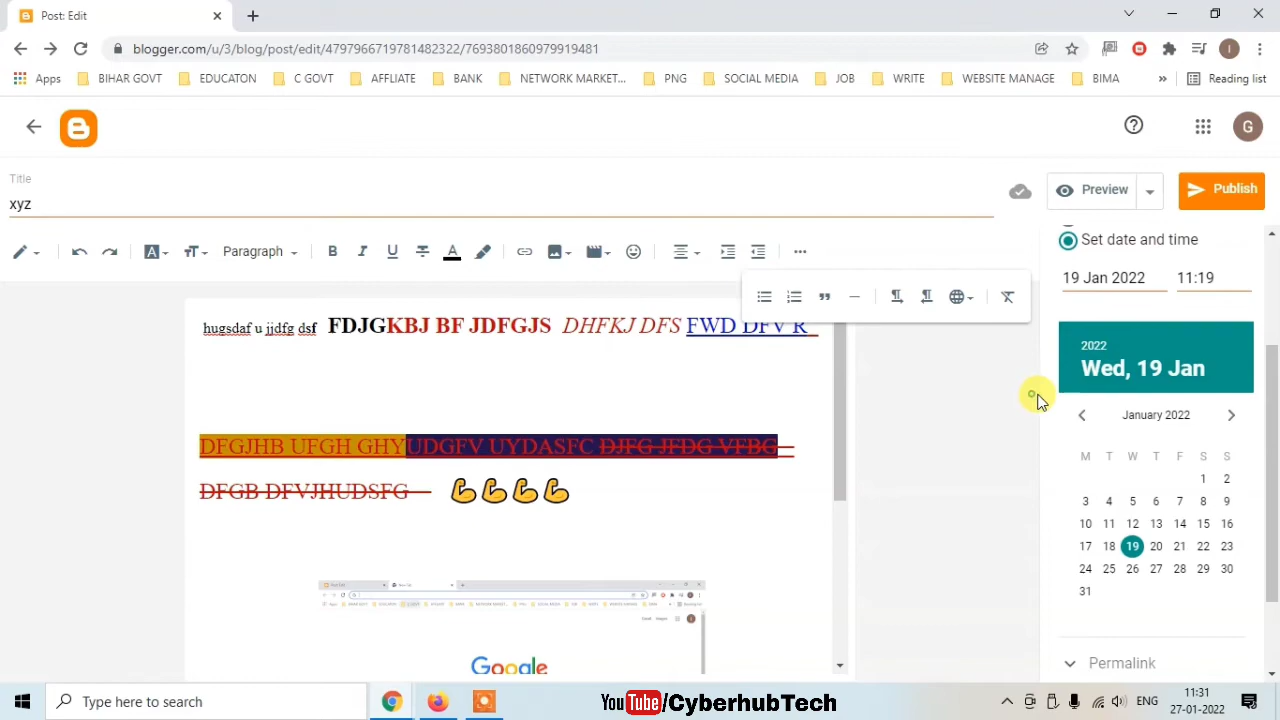 Post: Edit
blogger.com/u/3/blog/post/edit/4797966719781482322/7693801860979919481
Apps BIHAR GOVT EDUCATON C GOVT AFFLIATE BANK NETWORK MARKET... PNG SOCIAL MEDIA JOB WRITE WEBSITE MANAGE BIMA » Reading list
G
Title
xyz
Preview Publish
Paragraph B I U A
Set date and time
19 Jan 2022 11:19
hugsdaf u jjdfg dsf FDJGKBJ BF JDFGJS DHFKJ DFS FWD DFV R
2022
Wed, 19 Jan
January 2022
M T W T F S S
1 2
3 4 5 6 7 8 9
10 11 12 13 14 15 16
17 18 19 20 21 22 23
24 25 26 27 28 29 30
31
DFGJHB UFGH GHYUDGFV UYDASFC DJFG JFDG VFBG
DFGB DFVJHUDSFG
Google
Permalink
Type here to search
YouTube/CyberhubTech
ENG
11:31
27-01-2022